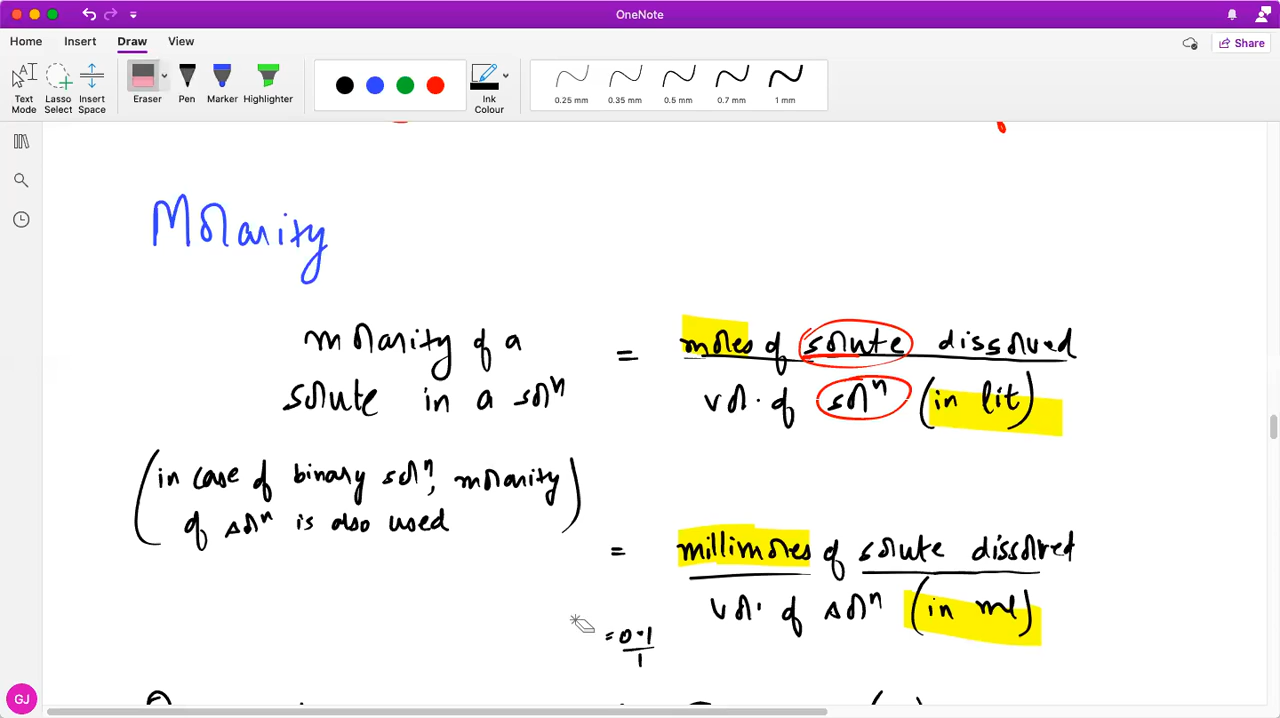 OneNote
Home Insert Draw View
Share
Text Mode
Lasso Select
Insert Space
Eraser
Pen
Marker
Highlighter
Ink Colour
0.25 mm 0.35 mm 0.5 mm 0.7 mm 1 mm
Molarity
molarity of a
solute in a solⁿ
= moles of solute dissolved
vol. of solⁿ (in lit)
(in case of binary solⁿ, molarity
of solⁿ is also used)
= millimoles of solute dissolved
vol. of solⁿ (in ml)
= 0.1
1
GJ